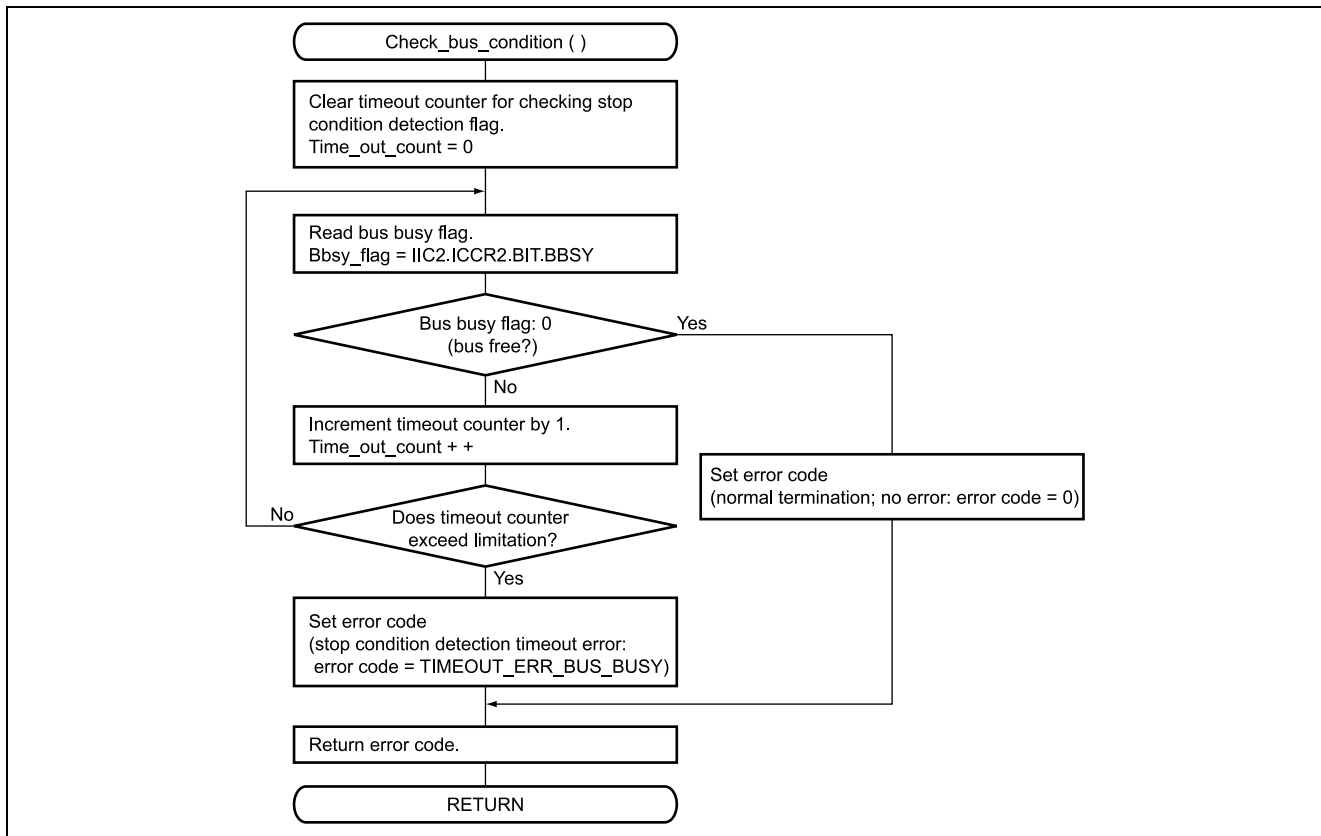 Check_bus_condition ( )
Clear timeout counter for checking stop
condition detection flag.
Time_out_count = 0
Read bus busy flag.
Bbsy_flag = IIC2.ICCR2.BIT.BBSY
Bus busy flag: 0
(bus free?)
Yes
No
Increment timeout counter by 1.
Time_out_count + +
Set error code
(normal termination; no error: error code = 0)
No
Does timeout counter
exceed limitation?
Yes
Set error code
(stop condition detection timeout error:
error code = TIMEOUT_ERR_BUS_BUSY)
Return error code.
RETURN